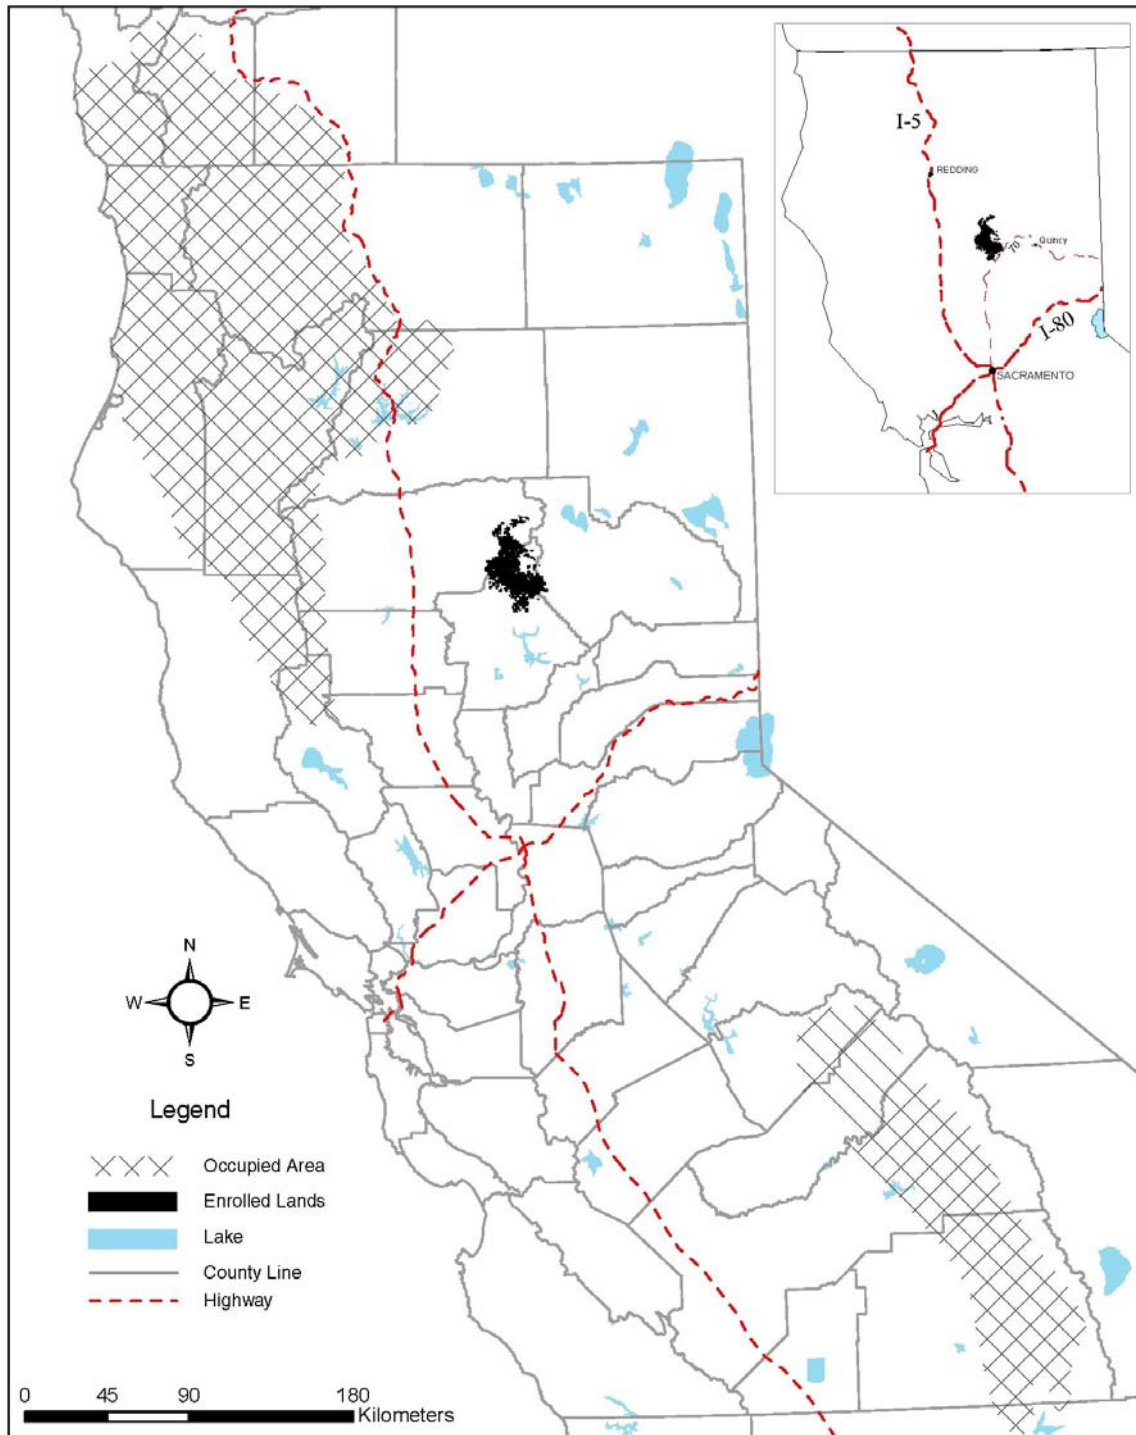 I-5
REDDING
Quincy
70
I-80
SACRAMENTO
N
W E
S
Legend
Occupied Area
Enrolled Lands
Lake
County Line
Highway
0 45 90 180
Kilometers